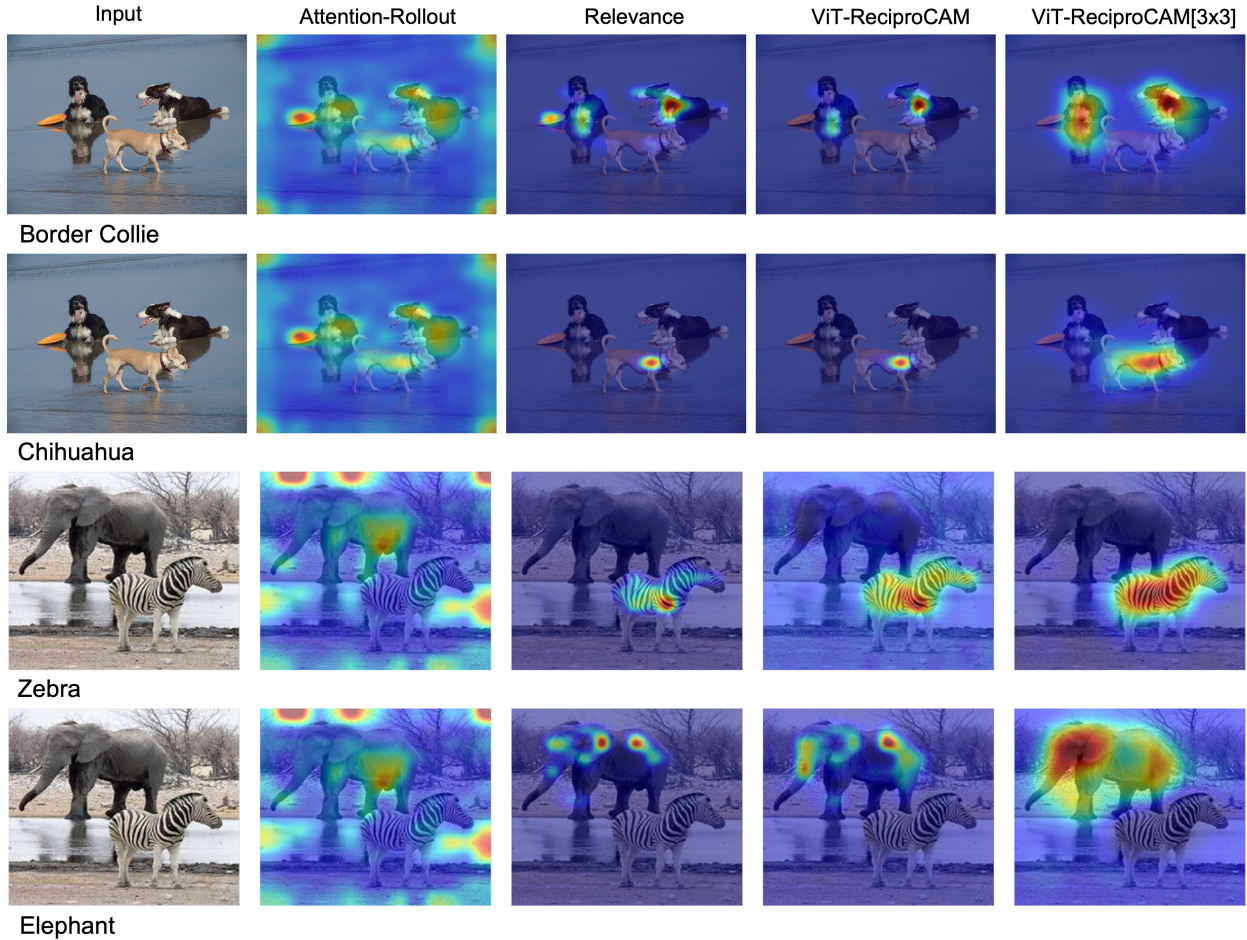 Input Attention-Rollout Relevance ViT-ReciproCAM ViT-ReciproCAM[3x3]
Border Collie
Chihuahua
Zebra
Elephant